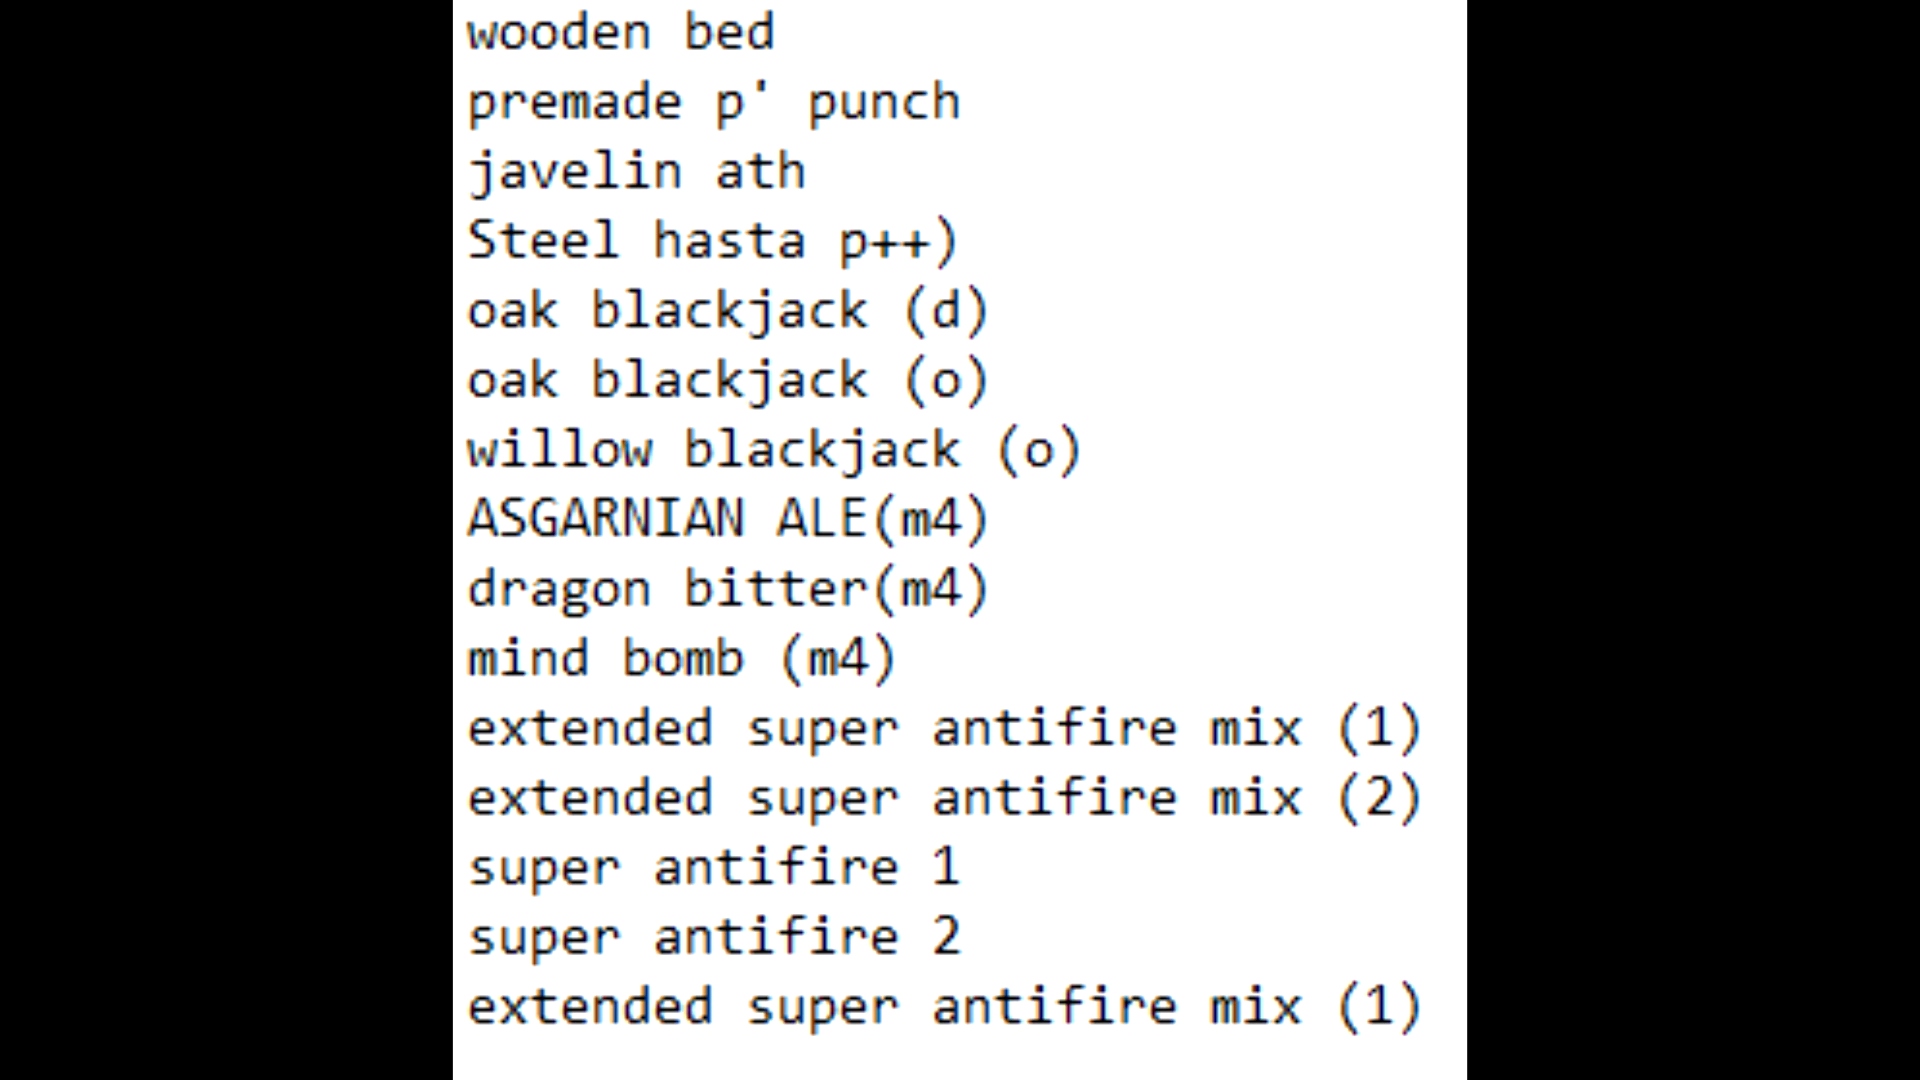 wooden bed
premade p' punch
javelin ath
Steel hasta p++)
oak blackjack (d)
oak blackjack (o)
willow blackjack (o)
ASGARNIAN ALE(m4)
dragon bitter(m4)
mind bomb (m4)
extended super antifire mix (1)
extended super antifire mix (2)
super antifire 1
super antifire 2
extended super antifire mix (1)